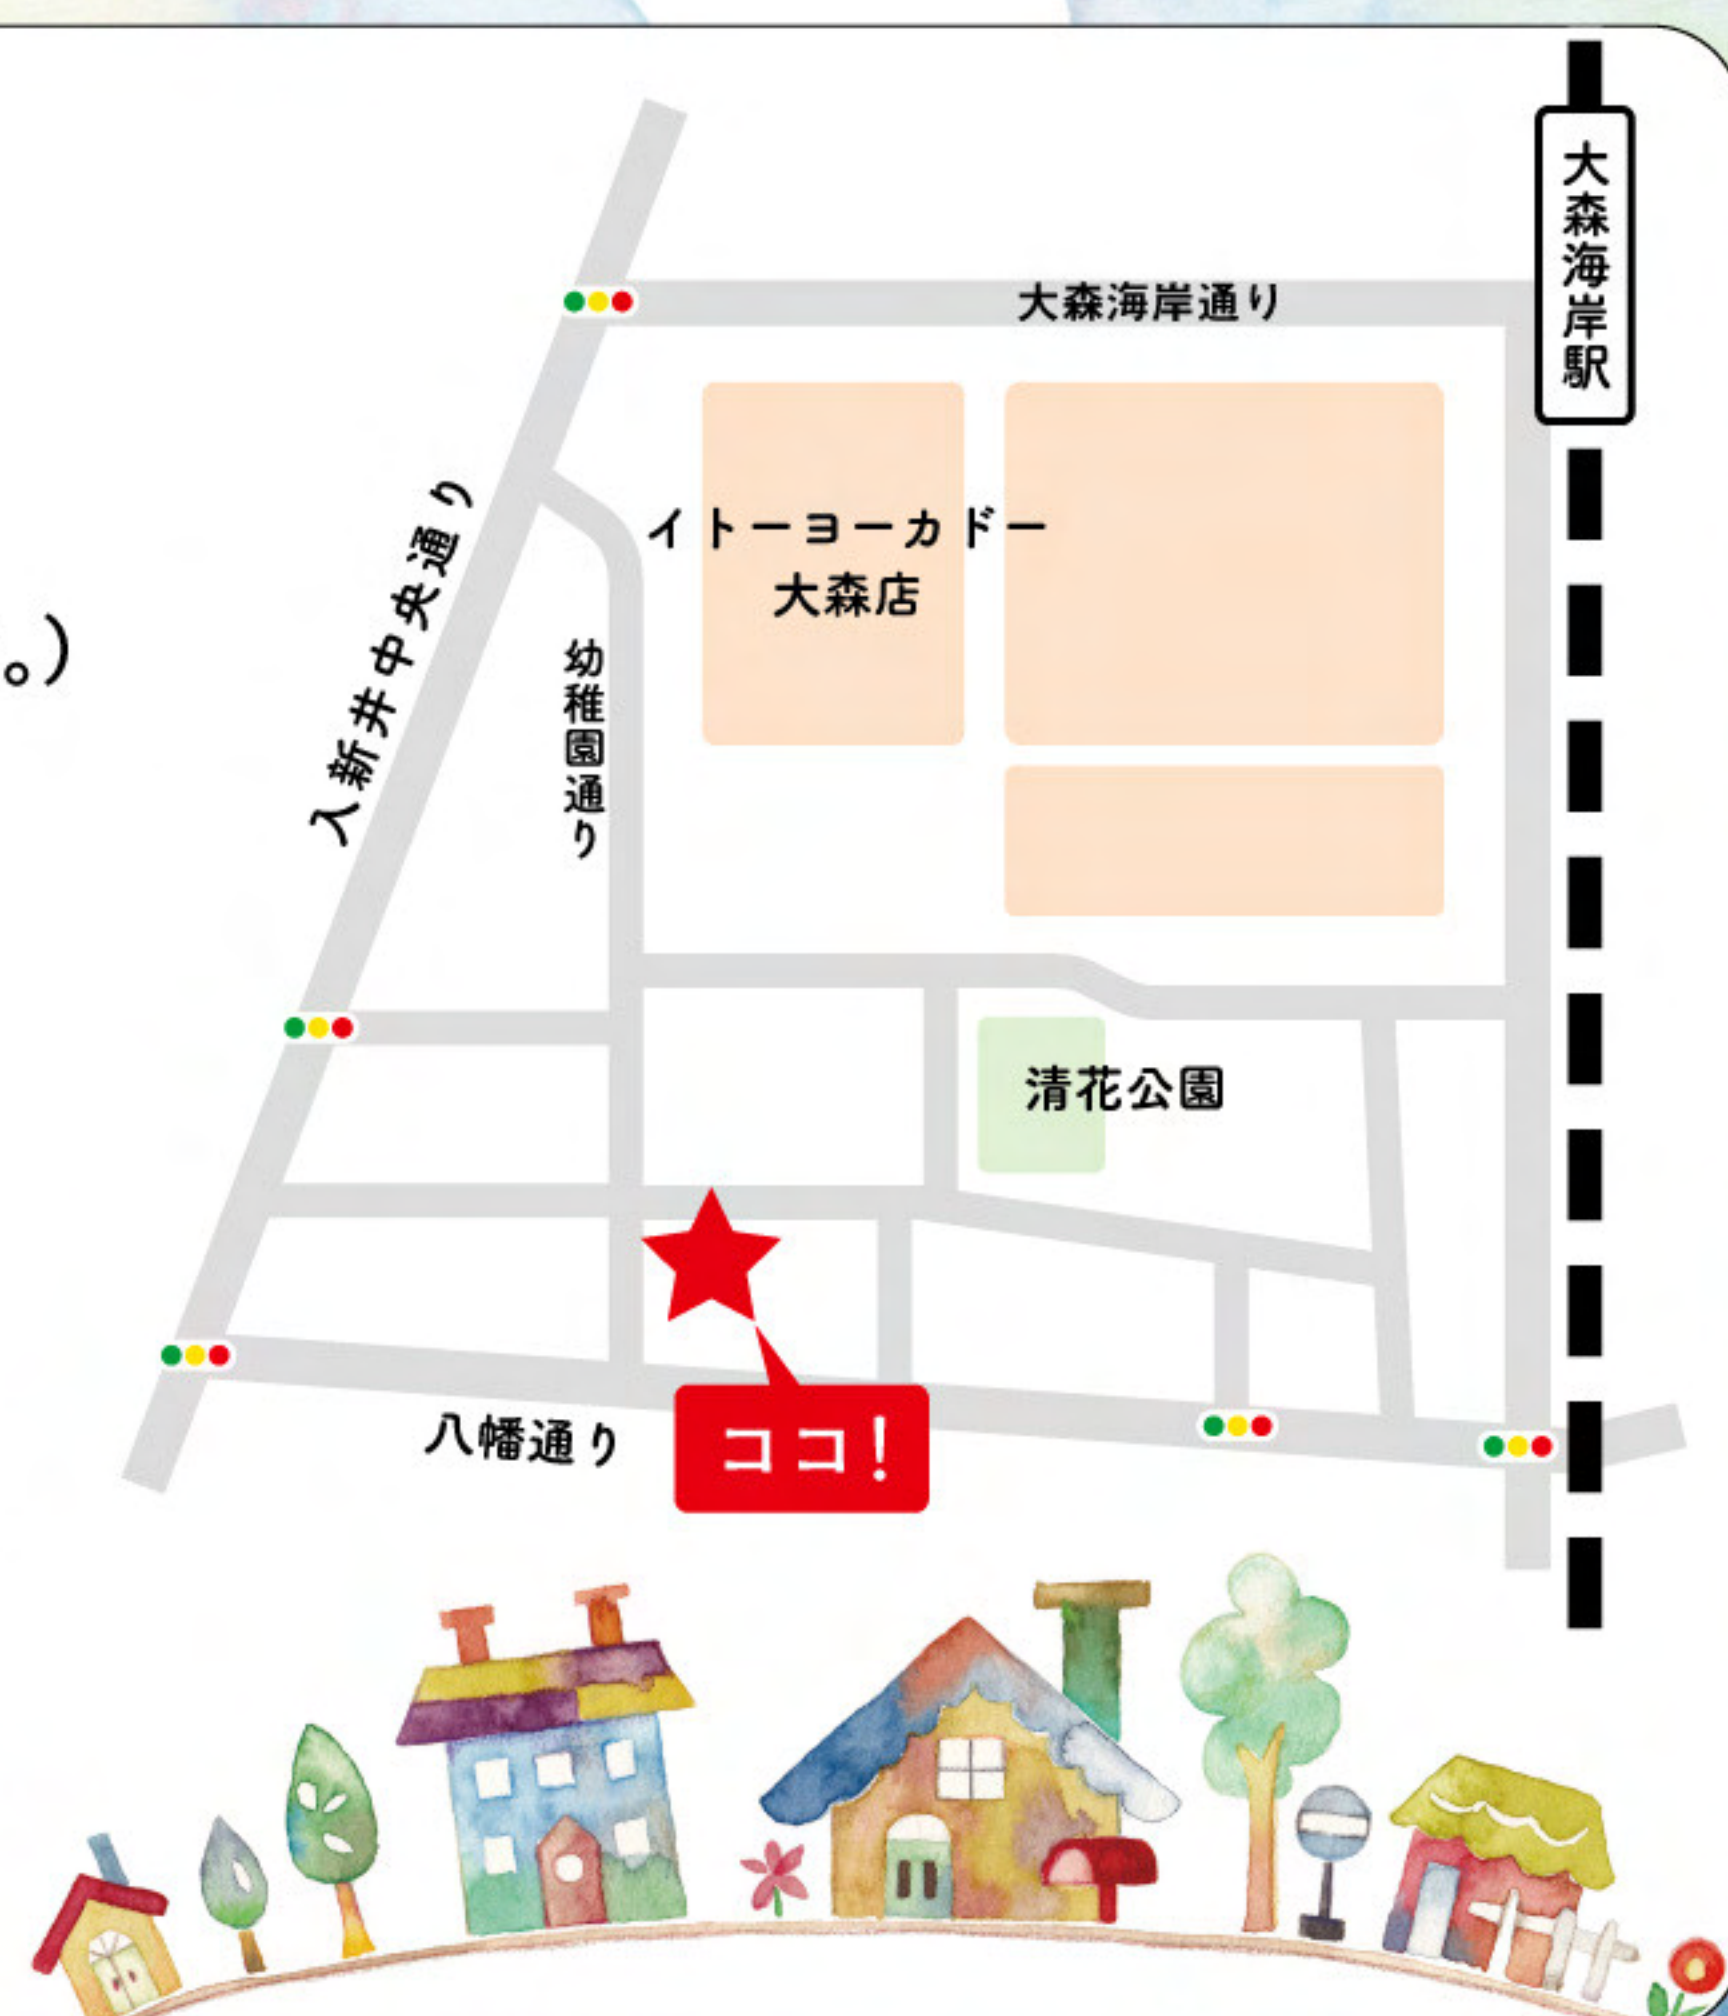 大森海岸駅
大森海岸通り
イトーヨーカドー
大森店
入新井中央通り
幼稚園通り
。）
清花公園
八幡通り
ココ！